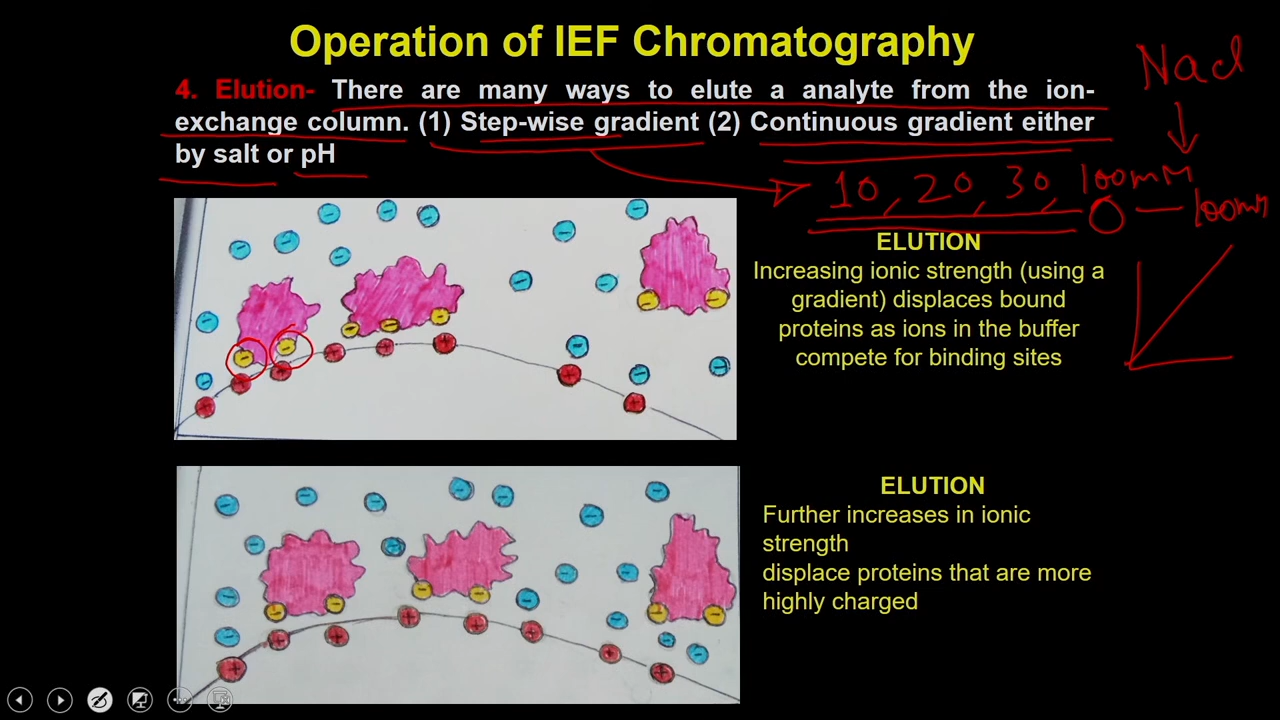 Operation of IEF Chromatography
4. Elution- There are many ways to elute a analyte from the ion-
exchange column. (1) Step-wise gradient (2) Continuous gradient either
by salt or pH
Nacl
10, 20, 30, 100mM
0 — 100mM
ELUTION
Increasing ionic strength (using a
gradient) displaces bound
proteins as ions in the buffer
compete for binding sites
ELUTION
Further increases in ionic
strength
displace proteins that are more
highly charged